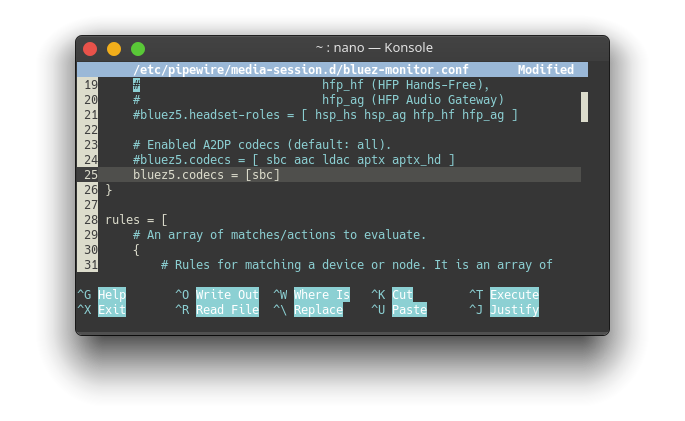 ~ : nano — Konsole
/etc/pipewire/media-session.d/bluez-monitor.conf Modified
19 # hfp_hf (HFP Hands-Free),
20 # hfp_ag (HFP Audio Gateway)
21 #bluez5.headset-roles = [ hsp_hs hsp_ag hfp_hf hfp_ag ]
22
23 # Enabled A2DP codecs (default: all).
24 #bluez5.codecs = [ sbc aac ldac aptx aptx_hd ]
25 bluez5.codecs = [sbc]
26 }
27
28 rules = [
29 # An array of matches/actions to evaluate.
30 {
31 # Rules for matching a device or node. It is an array of
^G Help ^O Write Out ^W Where Is ^K Cut ^T Execute
^X Exit ^R Read File ^\ Replace ^U Paste ^J Justify